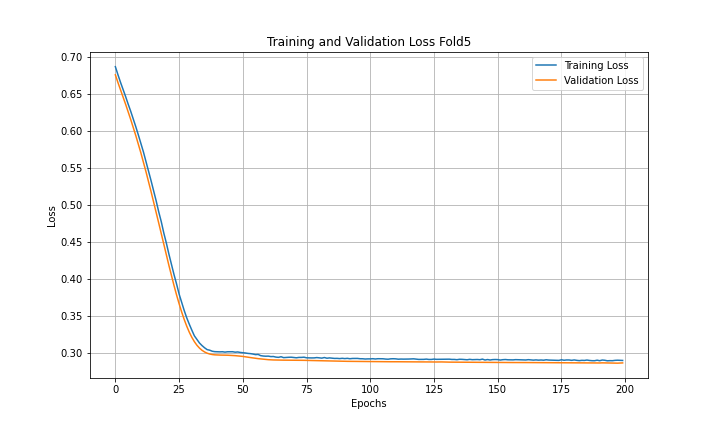 Training and Validation Loss Fold5
Training Loss
Validation Loss
0.70
0.65
0.60
0.55
0.50
0.45
0.40
0.35
0.30
Loss
0 25 50 75 100 125 150 175 200
Epochs